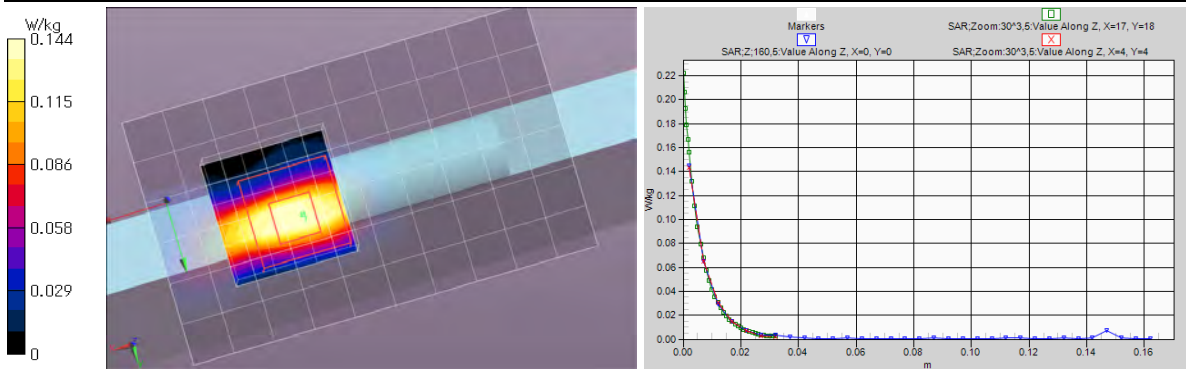 W/kg
0.144
0.115
0.086
0.058
0.029
0
Markers
SAR;Zoom:30^3,5:Value Along Z, X=17, Y=18
SAR;Z;160,5:Value Along Z, X=0, Y=0
SAR;Zoom:30^3,5:Value Along Z, X=4, Y=4
W/kg
0.22
0.20
0.18
0.16
0.14
0.12
0.10
0.08
0.06
0.04
0.02
0.00
0.00 0.02 0.04 0.06 0.08 0.10 0.12 0.14 0.16
m